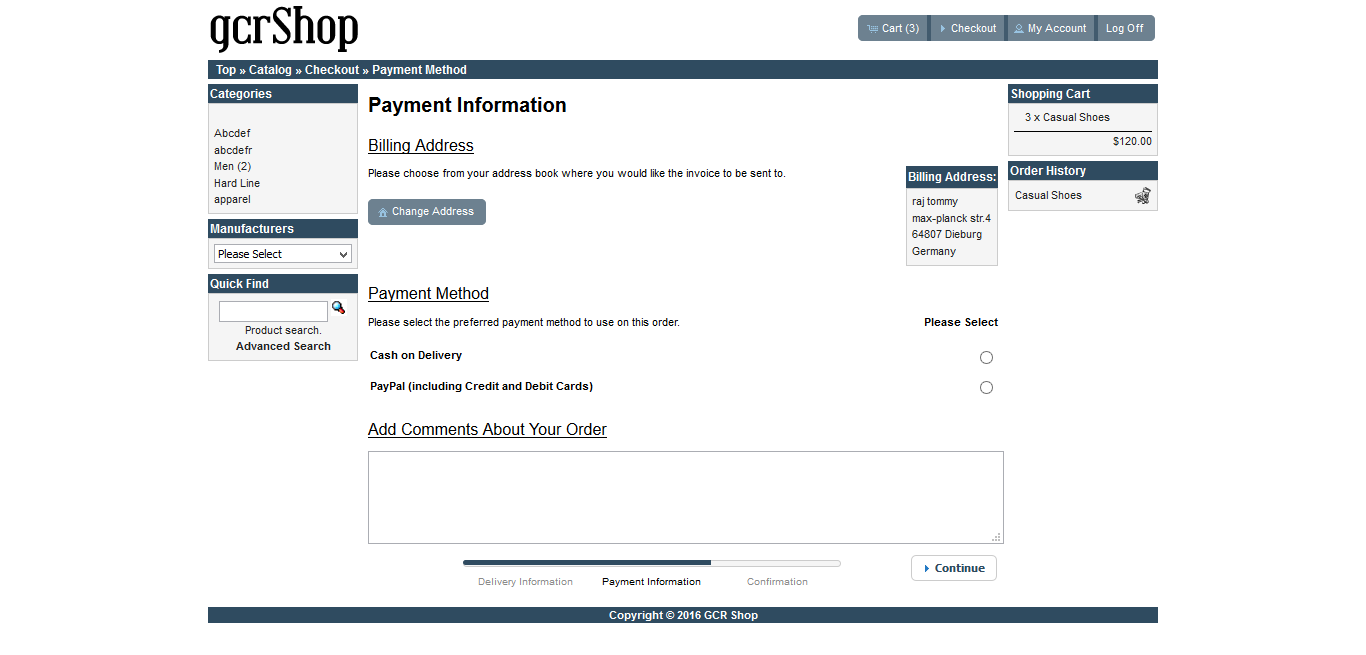 gcrShop
Cart (3) Checkout My Account Log Off
Top » Catalog » Checkout » Payment Method
Categories
Abcdef
abcdefr
Men (2)
Hard Line
apparel
Manufacturers
Please Select
Quick Find
Product search.
Advanced Search
Payment Information
Billing Address
Please choose from your address book where you would like the invoice to be sent to.
Change Address
Billing Address:
raj tommy
max-planck str.4
64807 Dieburg
Germany
Payment Method
Please select the preferred payment method to use on this order.
Please Select
Cash on Delivery
PayPal (including Credit and Debit Cards)
Add Comments About Your Order
Delivery Information Payment Information Confirmation
Continue
Shopping Cart
3 x Casual Shoes
$120.00
Order History
Casual Shoes
Copyright © 2016 GCR Shop